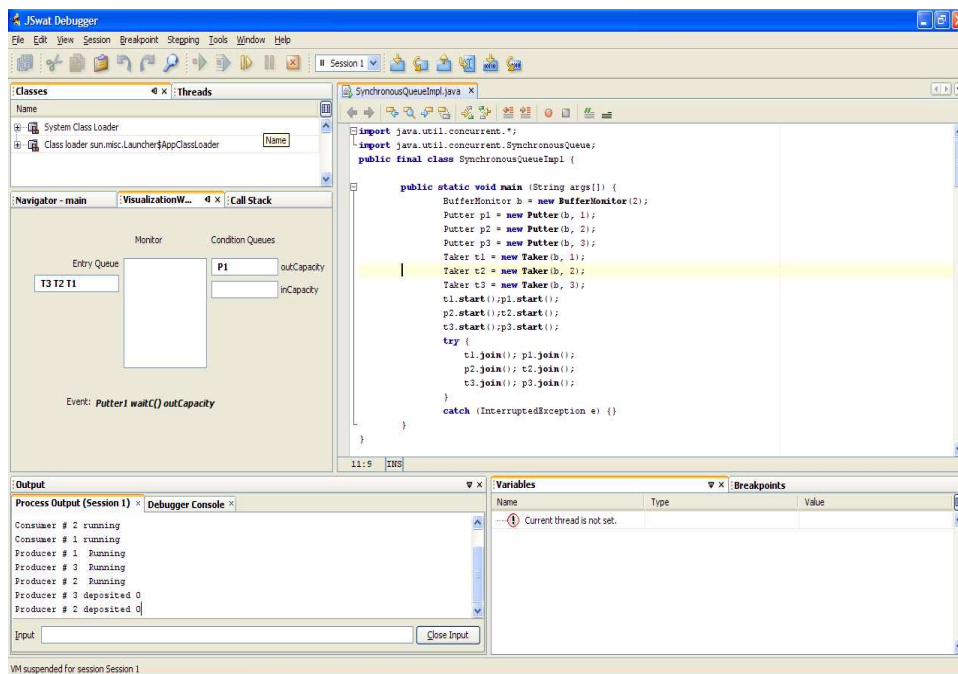 JSwat Debugger
File Edit View Session Breakpoint Stepping Tools Window Help
Session 1
Classes
Threads
Name
System Class Loader
Class loader sun.misc.Launcher$AppClassLoader
Name
Navigator - main
VisualizationW...
Call Stack
Monitor
Condition Queues
Entry Queue
P1
outCapacity
T3 T2 T1
inCapacity
Event: Putter1 waitC() outCapacity
SynchronousQueueImpl.java
import java.util.concurrent.*;
import java.util.concurrent.SynchronousQueue;
public final class SynchronousQueueImpl {
public static void main (String args[]) {
BufferMonitor b = new BufferMonitor(2);
Putter p1 = new Putter(b, 1);
Putter p2 = new Putter(b, 2);
Putter p3 = new Putter(b, 3);
Taker t1 = new Taker(b, 1);
Taker t2 = new Taker(b, 2);
Taker t3 = new Taker(b, 3);
t1.start();p1.start();
p2.start();t2.start();
t3.start();p3.start();
try {
t1.join(); p1.join();
p2.join(); t2.join();
t3.join(); p3.join();
}
catch (InterruptedException e) {}
}
}
11:9 INS
Output
Process Output (Session 1)
Debugger Console
Consumer # 2 running
Consumer # 1 running
Producer # 1  Running
Producer # 3  Running
Producer # 2  Running
Producer # 3 deposited 0
Producer # 2 deposited 0
Input
Close Input
Variables
Breakpoints
Name Type Value
Current thread is not set.
VM suspended for session Session 1